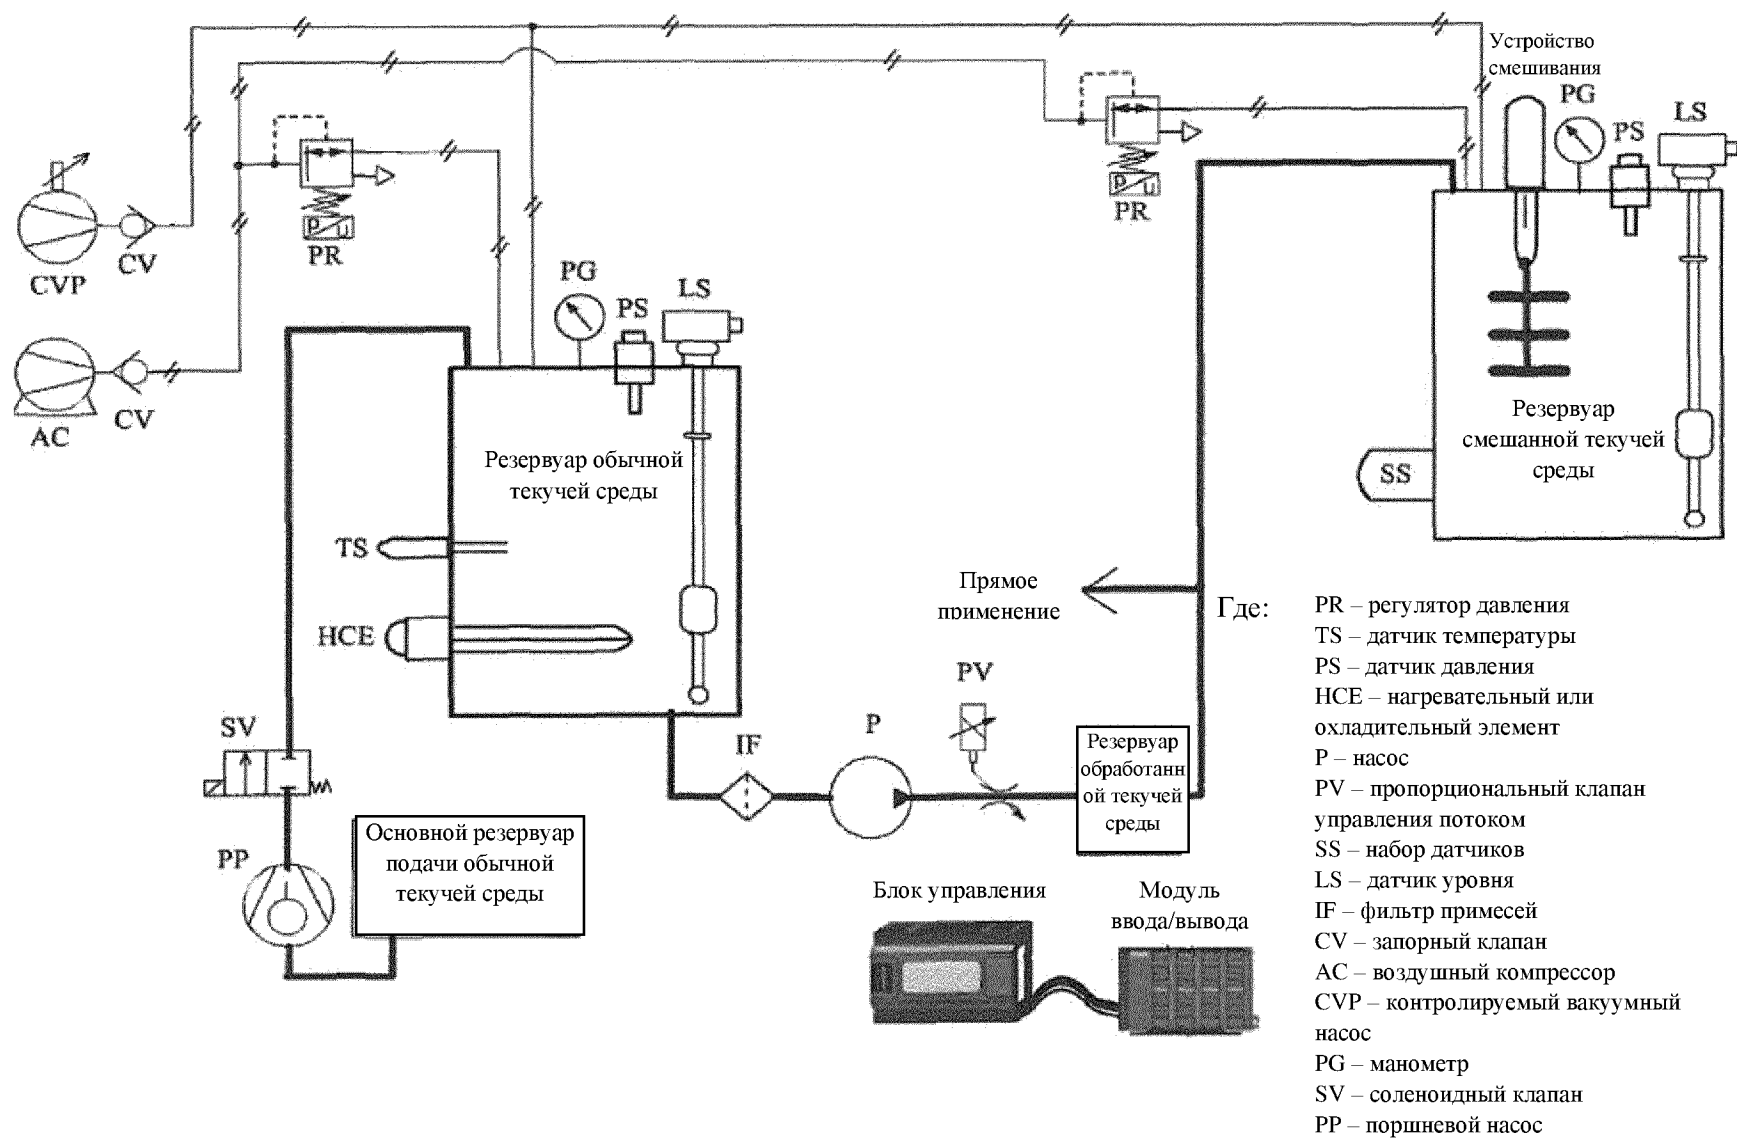 Устройство
смешивания
PG
PS
LS
PR
CVP
CV
PR
PG
PS
LS
AC
CV
Резервуар
смешанной текучей
среды
SS
Резервуар обычной
текучей среды
TS
HCE
Прямое
применение
SV
IF
P
PV
Резервуар
обработанн
ой текучей
среды
PP
Основной резервуар
подачи обычной
текучей среды
Блок управления
Модуль
ввода/вывода
Где:
PR – регулятор давления
TS – датчик температуры
PS – датчик давления
HCE – нагревательный или
охладительный элемент
P – насос
PV – пропорциональный клапан
управления потоком
SS – набор датчиков
LS – датчик уровня
IF – фильтр примесей
CV – запорный клапан
AC – воздушный компрессор
CVP – контролируемый вакуумный
насос
PG – манометр
SV – соленоидный клапан
PP – поршневой насос